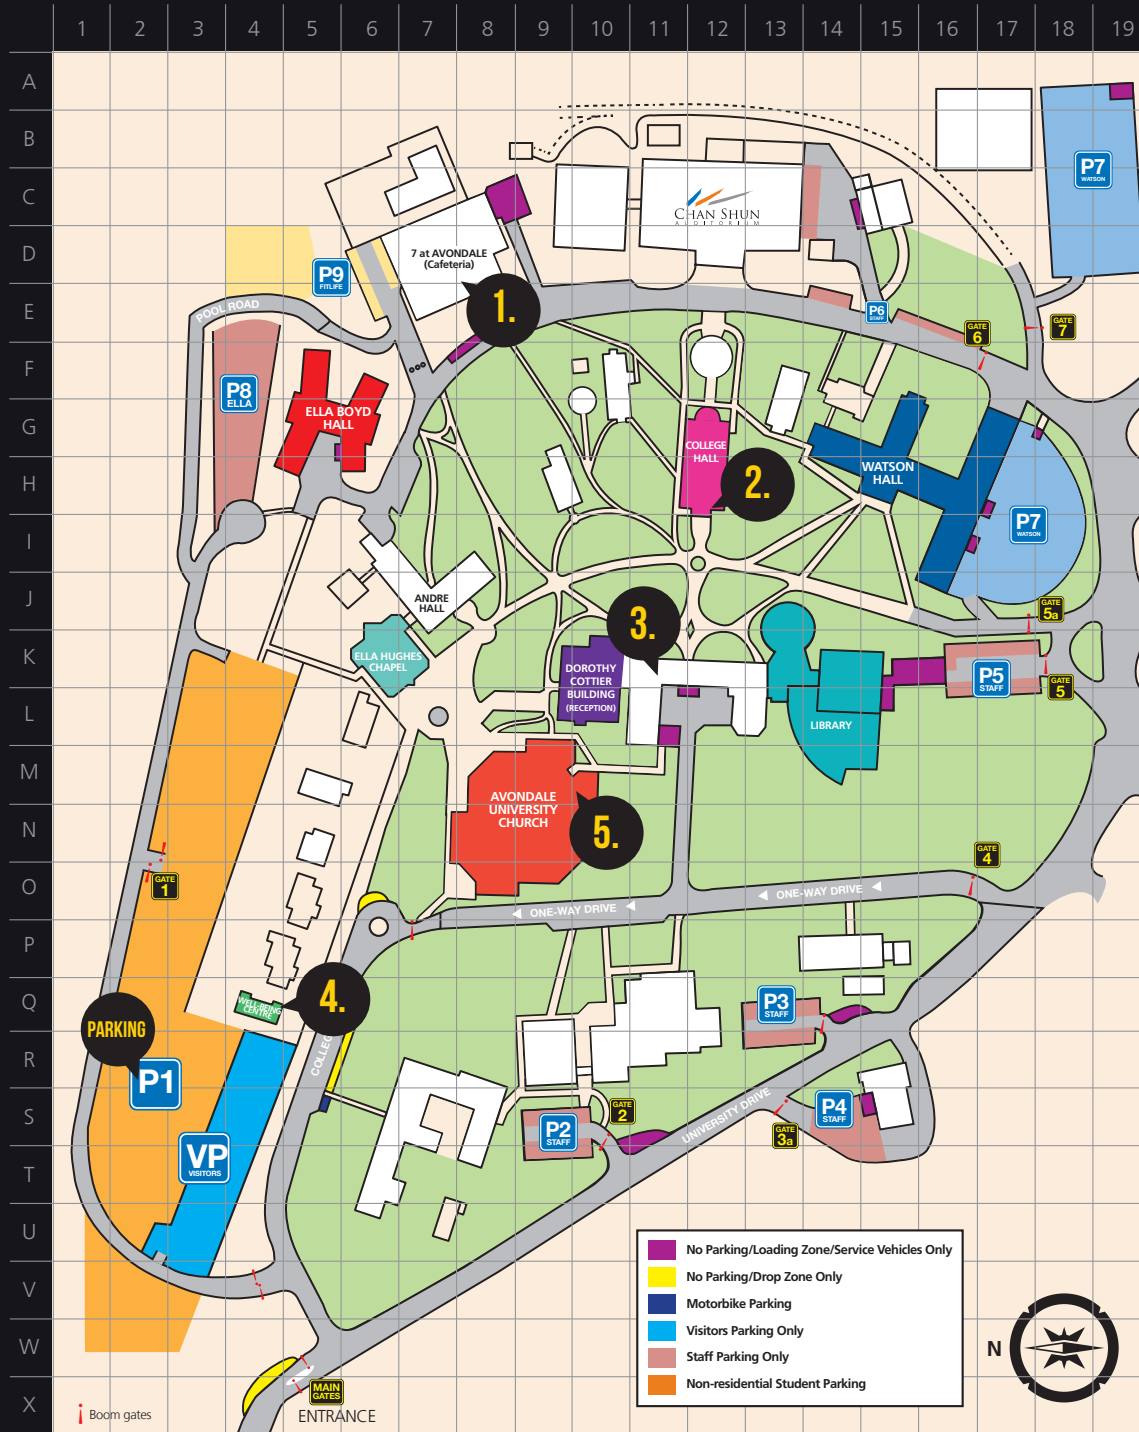 1 2 3 4 5 6 7 8 9 10 11 12 13 14 15 16 17 18 19
A
B
C
D
E
F
G
H
I
J
K
L
M
N
O
P
Q
R
S
T
U
V
W
X
P7
WATSON
CHAN SHUN
AUDITORIUM
7 at AVONDALE
(Cafeteria)
P9
FITLIFE
1.
POOL ROAD
P6
STAFF
GATE
6
GATE
7
P8
ELLA
ELLA BOYD
HALL
COLLEGE
HALL
2.
WATSON
HALL
P7
WATSON
ANDRE
HALL
3.
GATE
5a
ELLA HUGHES
CHAPEL
DOROTHY
COTTIER
BUILDING
(RECEPTION)
P5
STAFF
GATE
5
LIBRARY
AVONDALE
UNIVERSITY
CHURCH
5.
GATE
4
GATE
1
ONE-WAY DRIVE
ONE-WAY DRIVE
WELL-BEING
CENTRE
4.
P3
STAFF
PARKING
P1
COLLEG
GATE
2
P2
STAFF
UNIVERSITY DRIVE
P4
STAFF
GATE
3a
VP
VISITORS
No Parking/Loading Zone/Service Vehicles Only
No Parking/Drop Zone Only
Motorbike Parking
Visitors Parking Only
Staff Parking Only
Non-residential Student Parking
N
MAIN
GATES
ENTRANCE
Boom gates